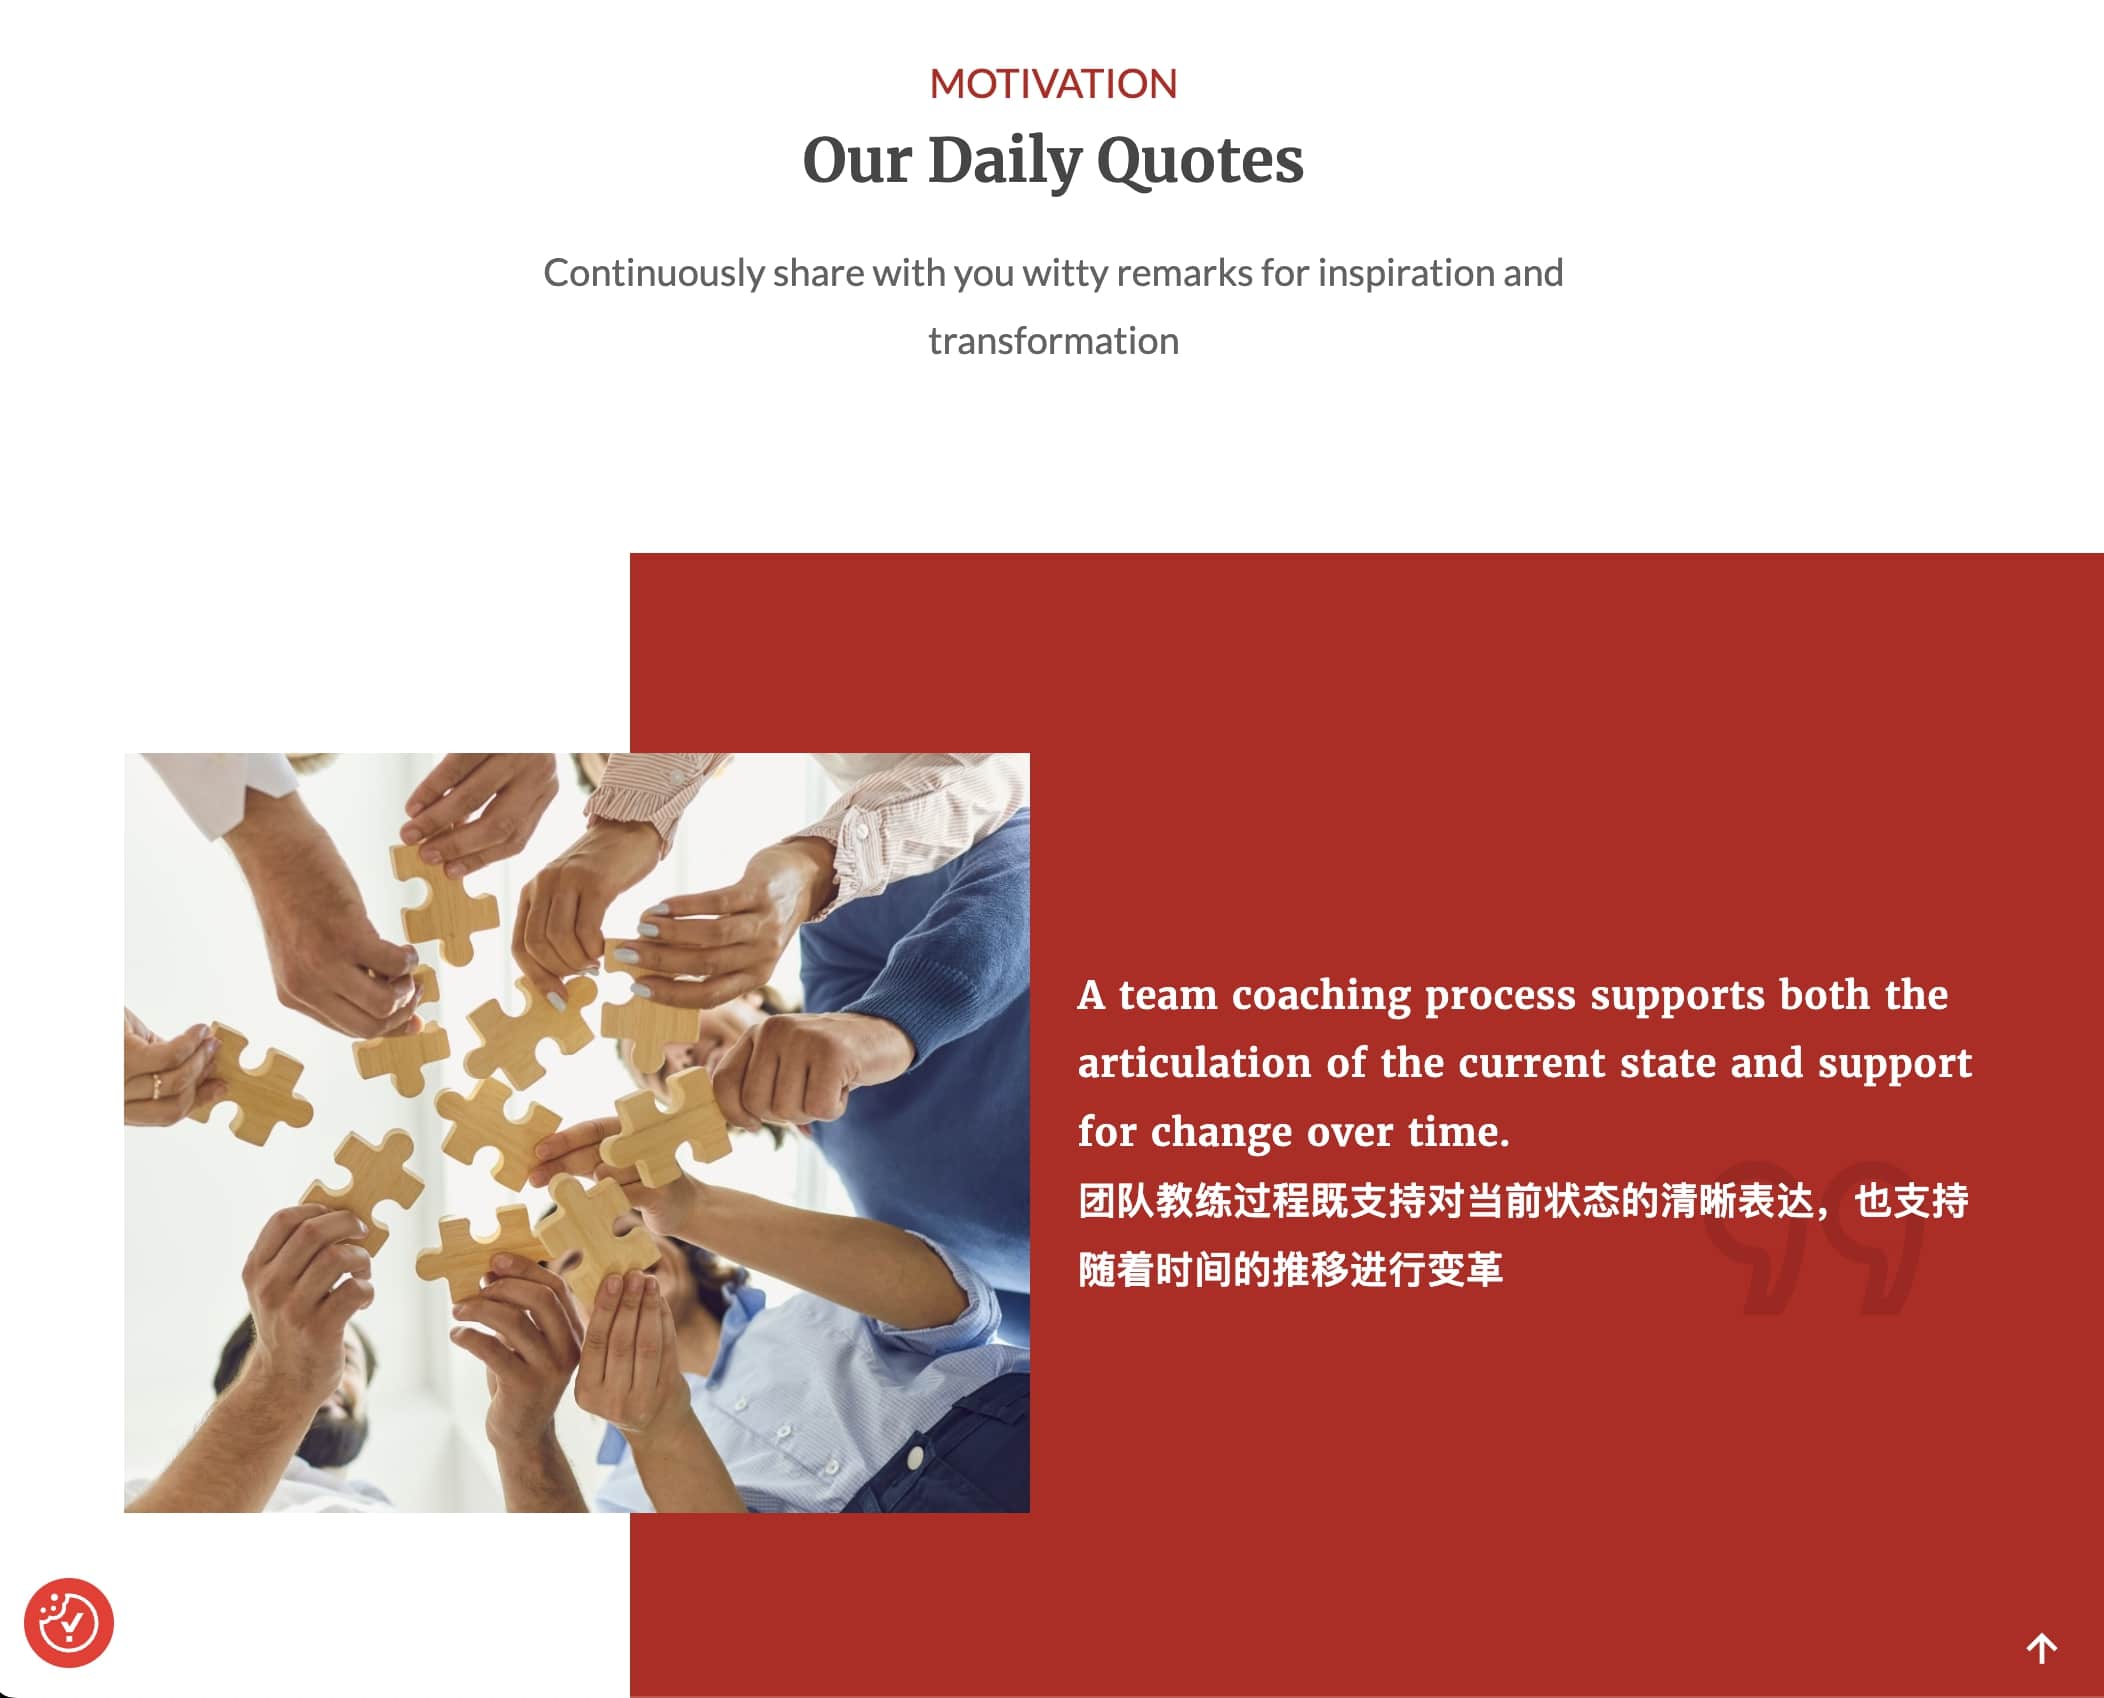 MOTIVATION
Our Daily Quotes
Continuously share with you witty remarks for inspiration and
transformation
A team coaching process supports both the
articulation of the current state and support
for change over time.
团队教练过程既支持对当前状态的清晰表达，也支持
随着时间的推移进行变革